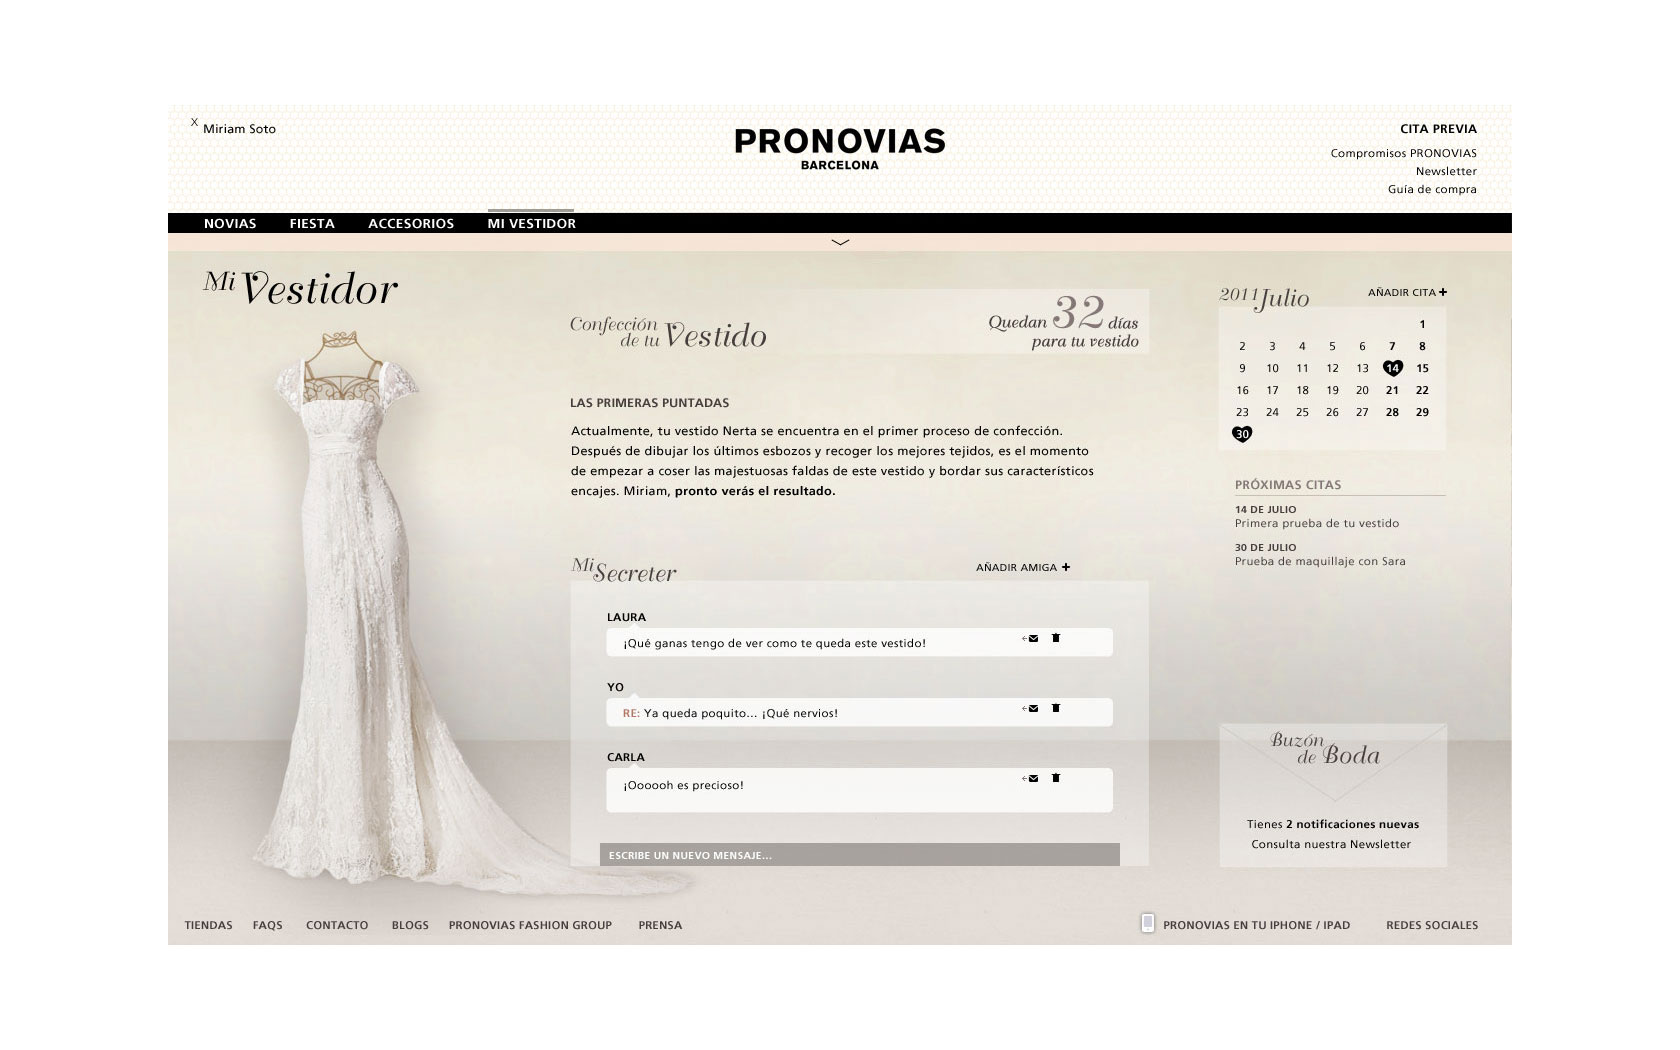 X Miriam Soto
PRONOVIAS
BARCELONA
CITA PREVIA
Compromisos PRONOVIAS
Newsletter
Guía de compra
NOVIAS FIESTA ACCESORIOS MI VESTIDOR
Mi Vestidor
Confección
de tu Vestido
Quedan 32 días
para tu vestido
LAS PRIMERAS PUNTADAS
Actualmente, tu vestido Nerta se encuentra en el primer proceso de confección.
Después de dibujar los últimos esbozos y recoger los mejores tejidos, es el momento
de empezar a coser las majestuosas faldas de este vestido y bordar sus característicos
encajes. Miriam, pronto verás el resultado.
Mi Secreter
AÑADIR AMIGA +
LAURA
¡Qué ganas tengo de ver como te queda este vestido!
YO
RE: Ya queda poquito... ¡Qué nervios!
CARLA
¡Oooooh es precioso!
ESCRIBE UN NUEVO MENSAJE...
2011 Julio
AÑADIR CITA +
1
2 3 4 5 6 7 8
9 10 11 12 13 14 15
16 17 18 19 20 21 22
23 24 25 26 27 28 29
30
PRÓXIMAS CITAS
14 DE JULIO
Primera prueba de tu vestido
30 DE JULIO
Prueba de maquillaje con Sara
Buzón
de Boda
Tienes 2 notificaciones nuevas
Consulta nuestra Newsletter
TIENDAS FAQS CONTACTO BLOGS PRONOVIAS FASHION GROUP PRENSA
PRONOVIAS EN TU IPHONE / IPAD REDES SOCIALES